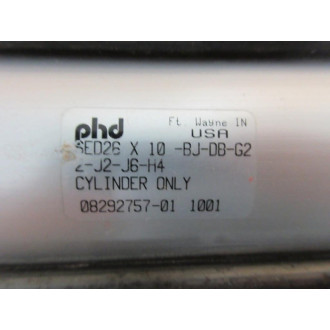 phd Ft. Wayne IN
USA
SED26 X 10 -BJ-DB-G2
2-J2-J6-H4
CYLINDER ONLY
08292757-01 1001